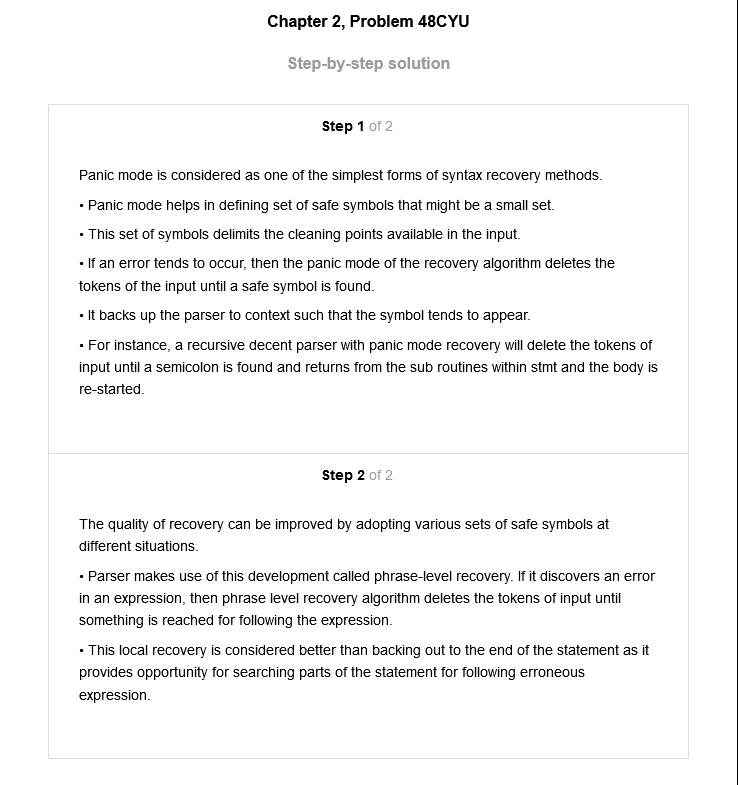 Chapter 2, Problem 48CYU
Step-by-step solution
Step 1 of 2
Panic mode is considered as one of the simplest forms of syntax recovery methods.
• Panic mode helps in defining set of safe symbols that might be a small set.
• This set of symbols delimits the cleaning points available in the input.
• If an error tends to occur, then the panic mode of the recovery algorithm deletes the
tokens of the input until a safe symbol is found.
• It backs up the parser to context such that the symbol tends to appear.
• For instance, a recursive decent parser with panic mode recovery will delete the tokens of
input until a semicolon is found and returns from the sub routines within stmt and the body is
re-started.
Step 2 of 2
The quality of recovery can be improved by adopting various sets of safe symbols at
different situations.
• Parser makes use of this development called phrase-level recovery. If it discovers an error
in an expression, then phrase level recovery algorithm deletes the tokens of input until
something is reached for following the expression.
• This local recovery is considered better than backing out to the end of the statement as it
provides opportunity for searching parts of the statement for following erroneous
expression.